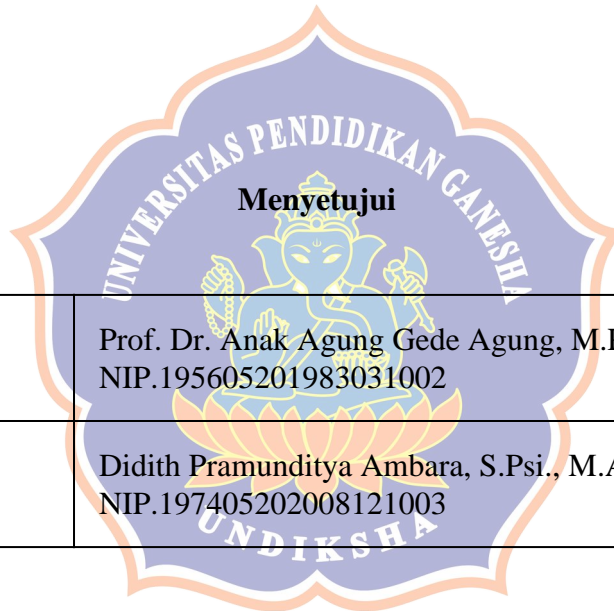 UNIVERSITAS PENDIDIKAN GANESHA
Menyetujui
Prof. Dr. Anak Agung Gede Agung, M.P
NIP.195605201983031002
Didith Pramunditya Ambara, S.Psi., M.A
NIP.197405202008121003
UNDIKSHA